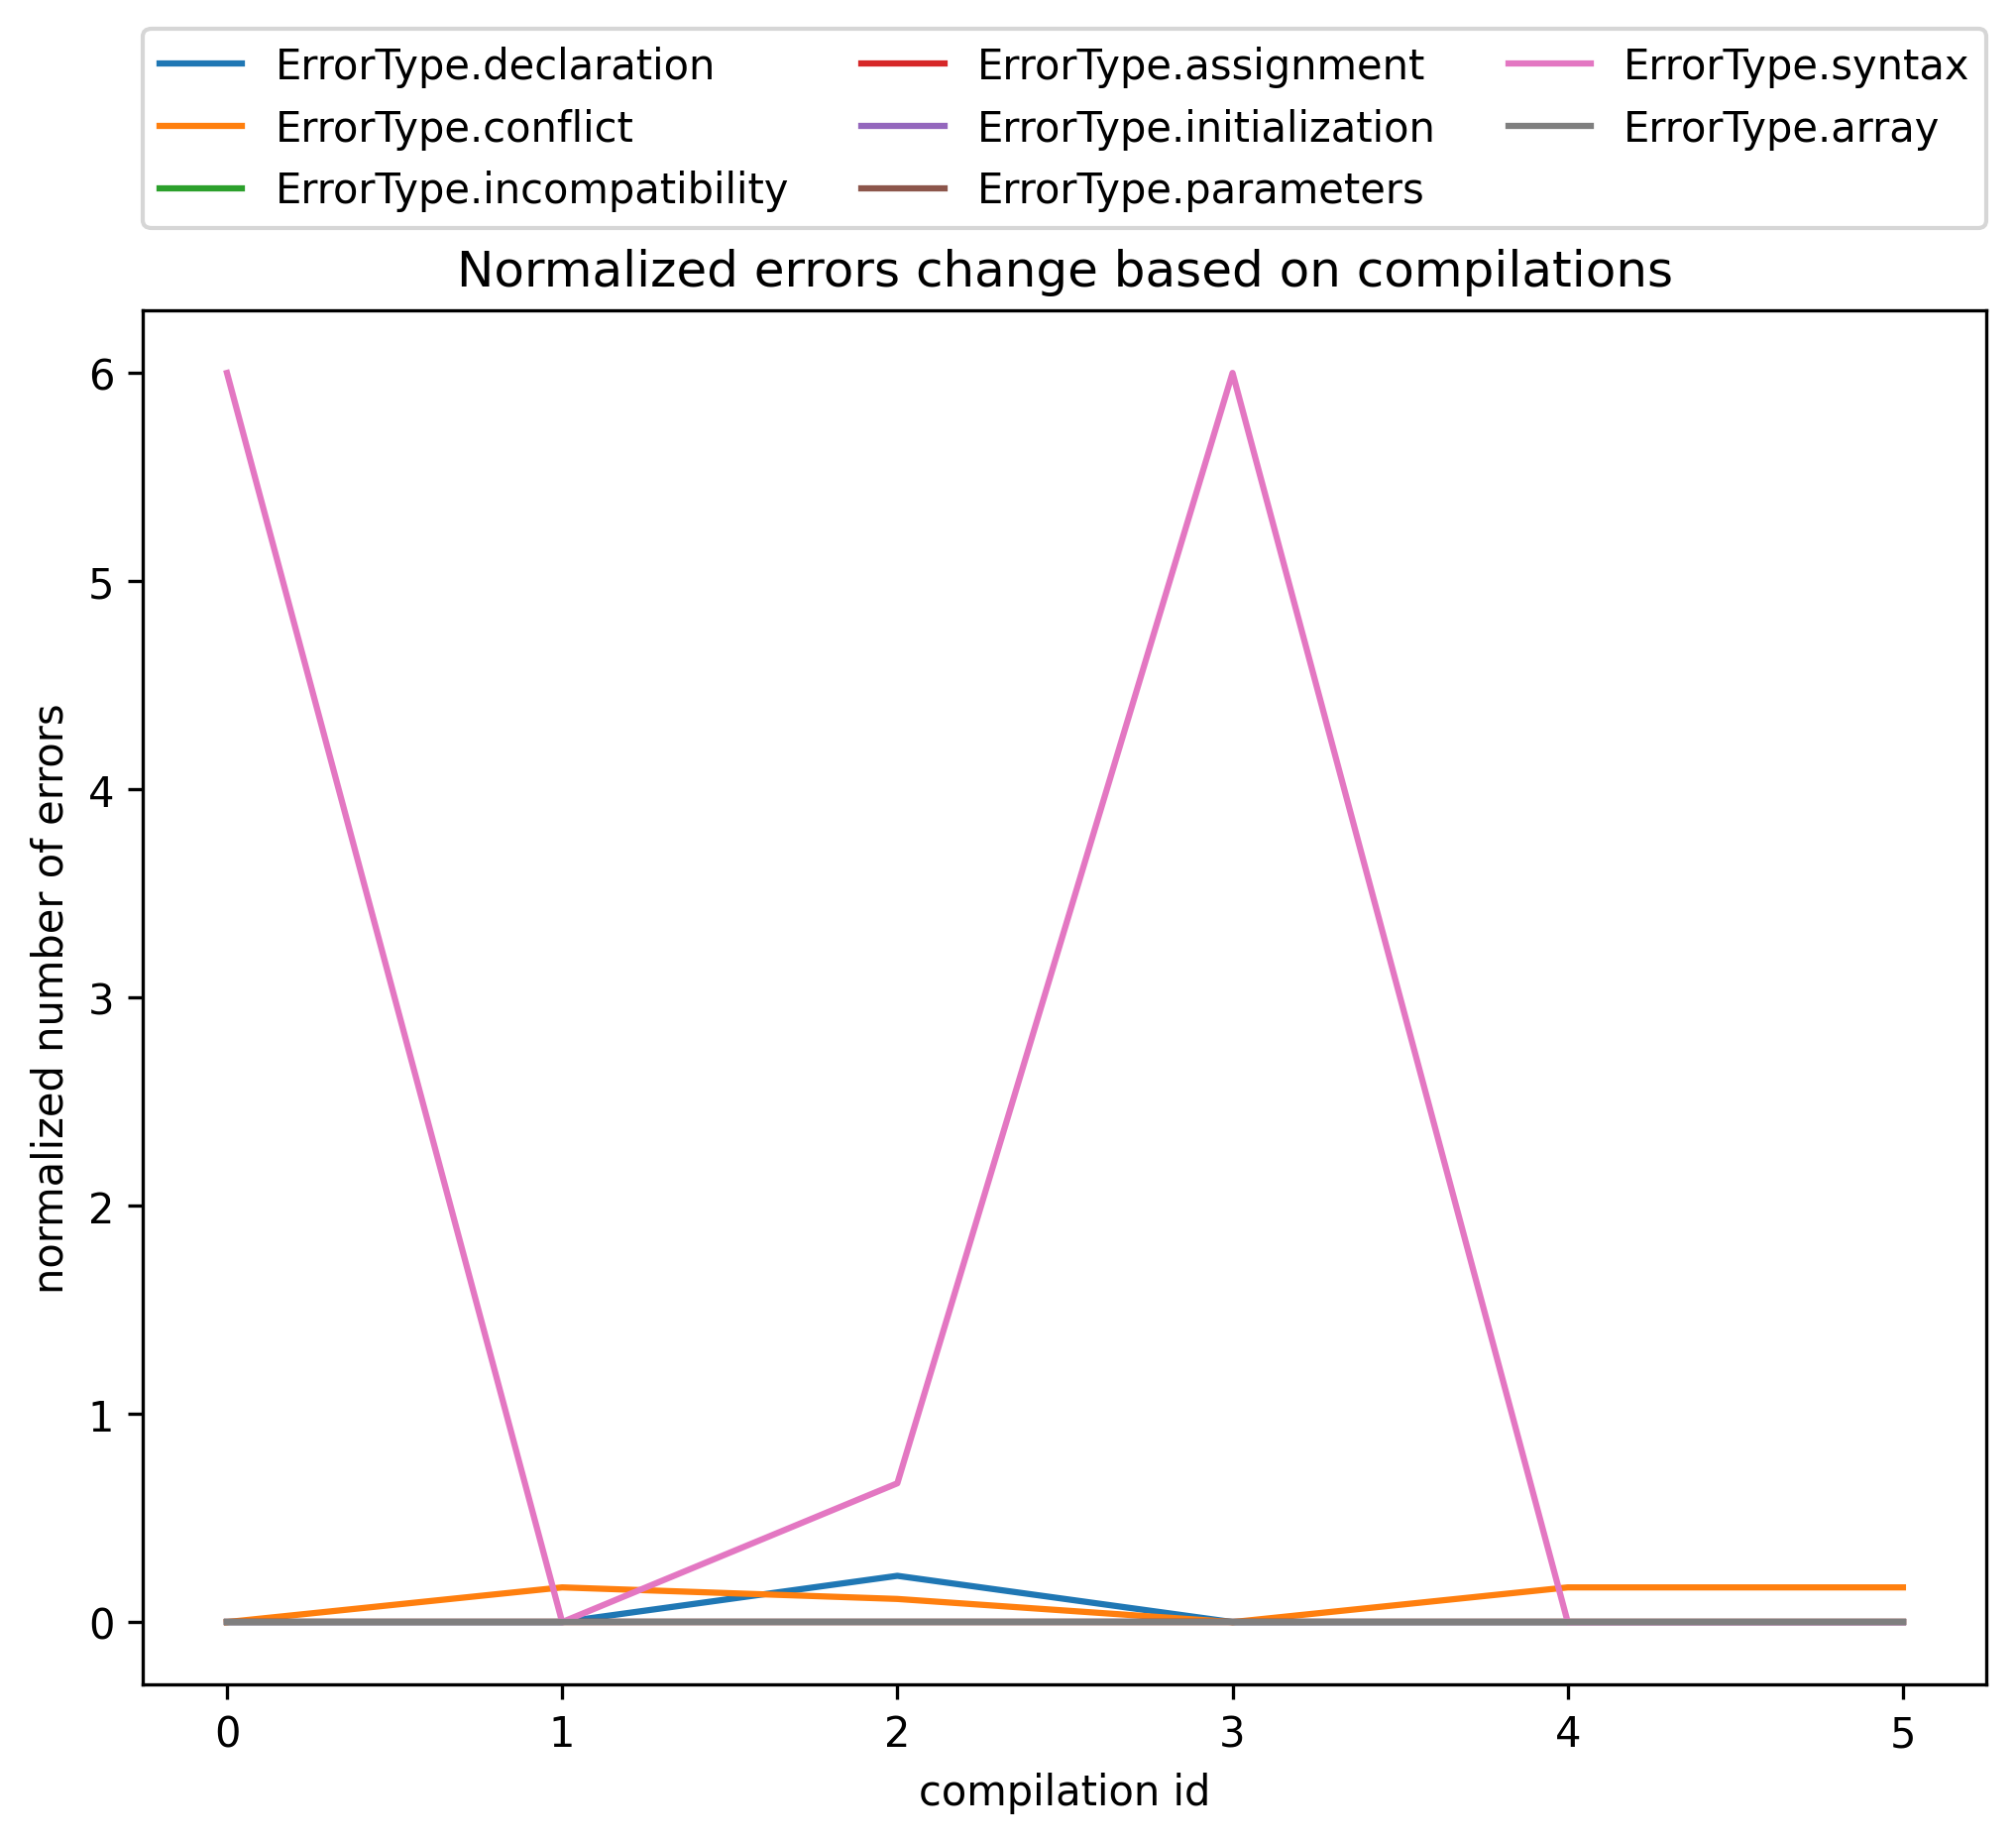 ErrorType.declaration
ErrorType.conflict
ErrorType.incompatibility
ErrorType.assignment
ErrorType.initialization
ErrorType.parameters
ErrorType.syntax
ErrorType.array
Normalized errors change based on compilations
normalized number of errors
6
5
4
3
2
1
0
0 1 2 3 4 5
compilation id